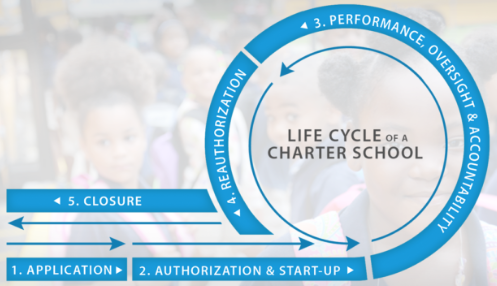 LIFE CYCLE OF A
CHARTER SCHOOL
1. APPLICATION
2. AUTHORIZATION & START-UP
3. PERFORMANCE, OVERSIGHT & ACCOUNTABILITY
4. REAUTHORIZATION
5. CLOSURE